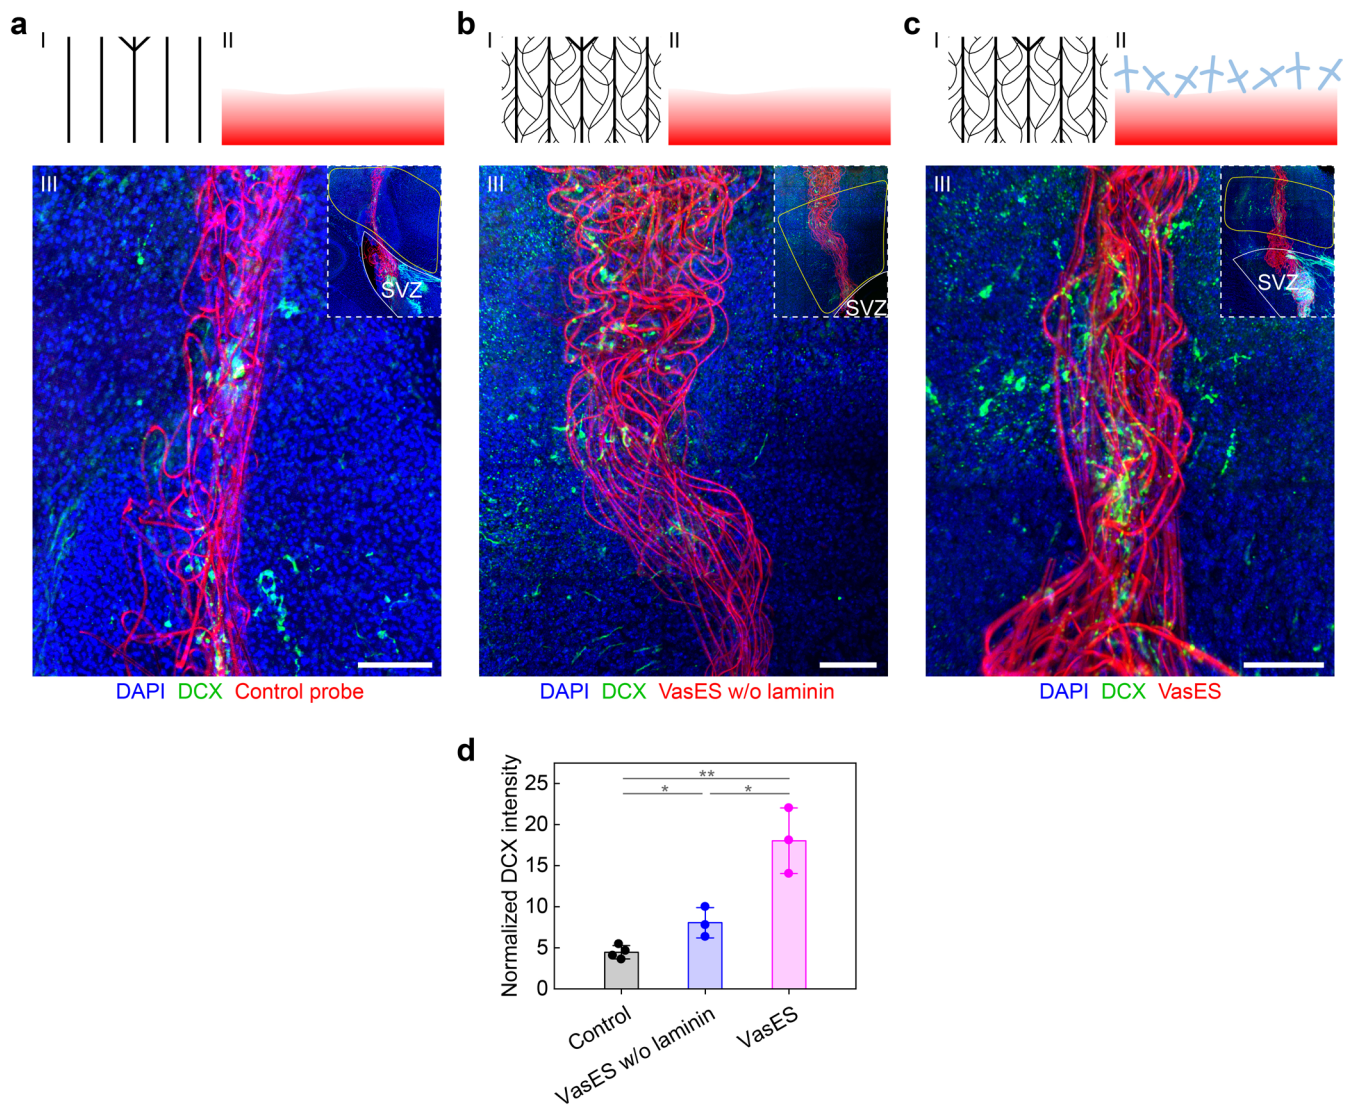 a
I
II
III
SVZ
DAPI DCX Control probe
b
I
II
III
SVZ
DAPI DCX VasES w/o laminin
c
I
II
III
SVZ
DAPI DCX VasES
d
Normalized DCX intensity
25
20
15
10
5
0
**
*
*
Control
VasES w/o laminin
VasES